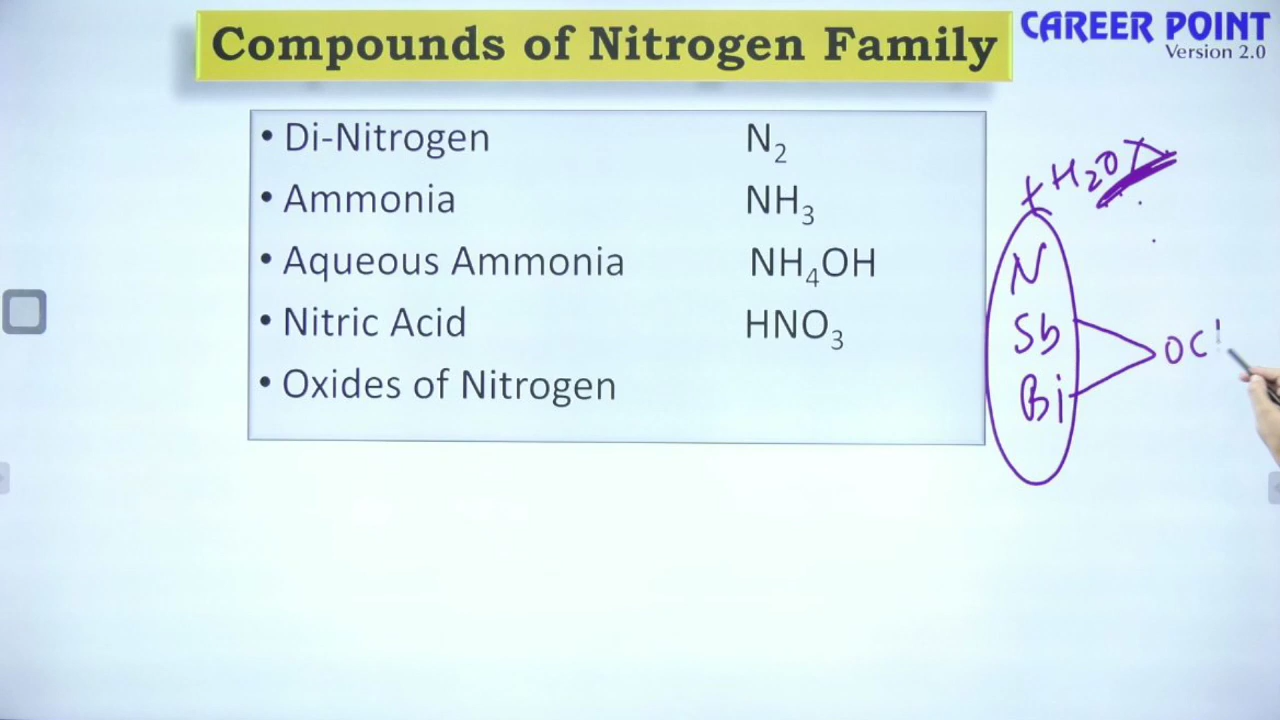 Compounds of Nitrogen Family
CAREER POINT
Version 2.0
• Di-Nitrogen N₂
• Ammonia NH₃
• Aqueous Ammonia NH₄OH
• Nitric Acid HNO₃
• Oxides of Nitrogen
+ H₂O
N
Sb
Bi
OCl